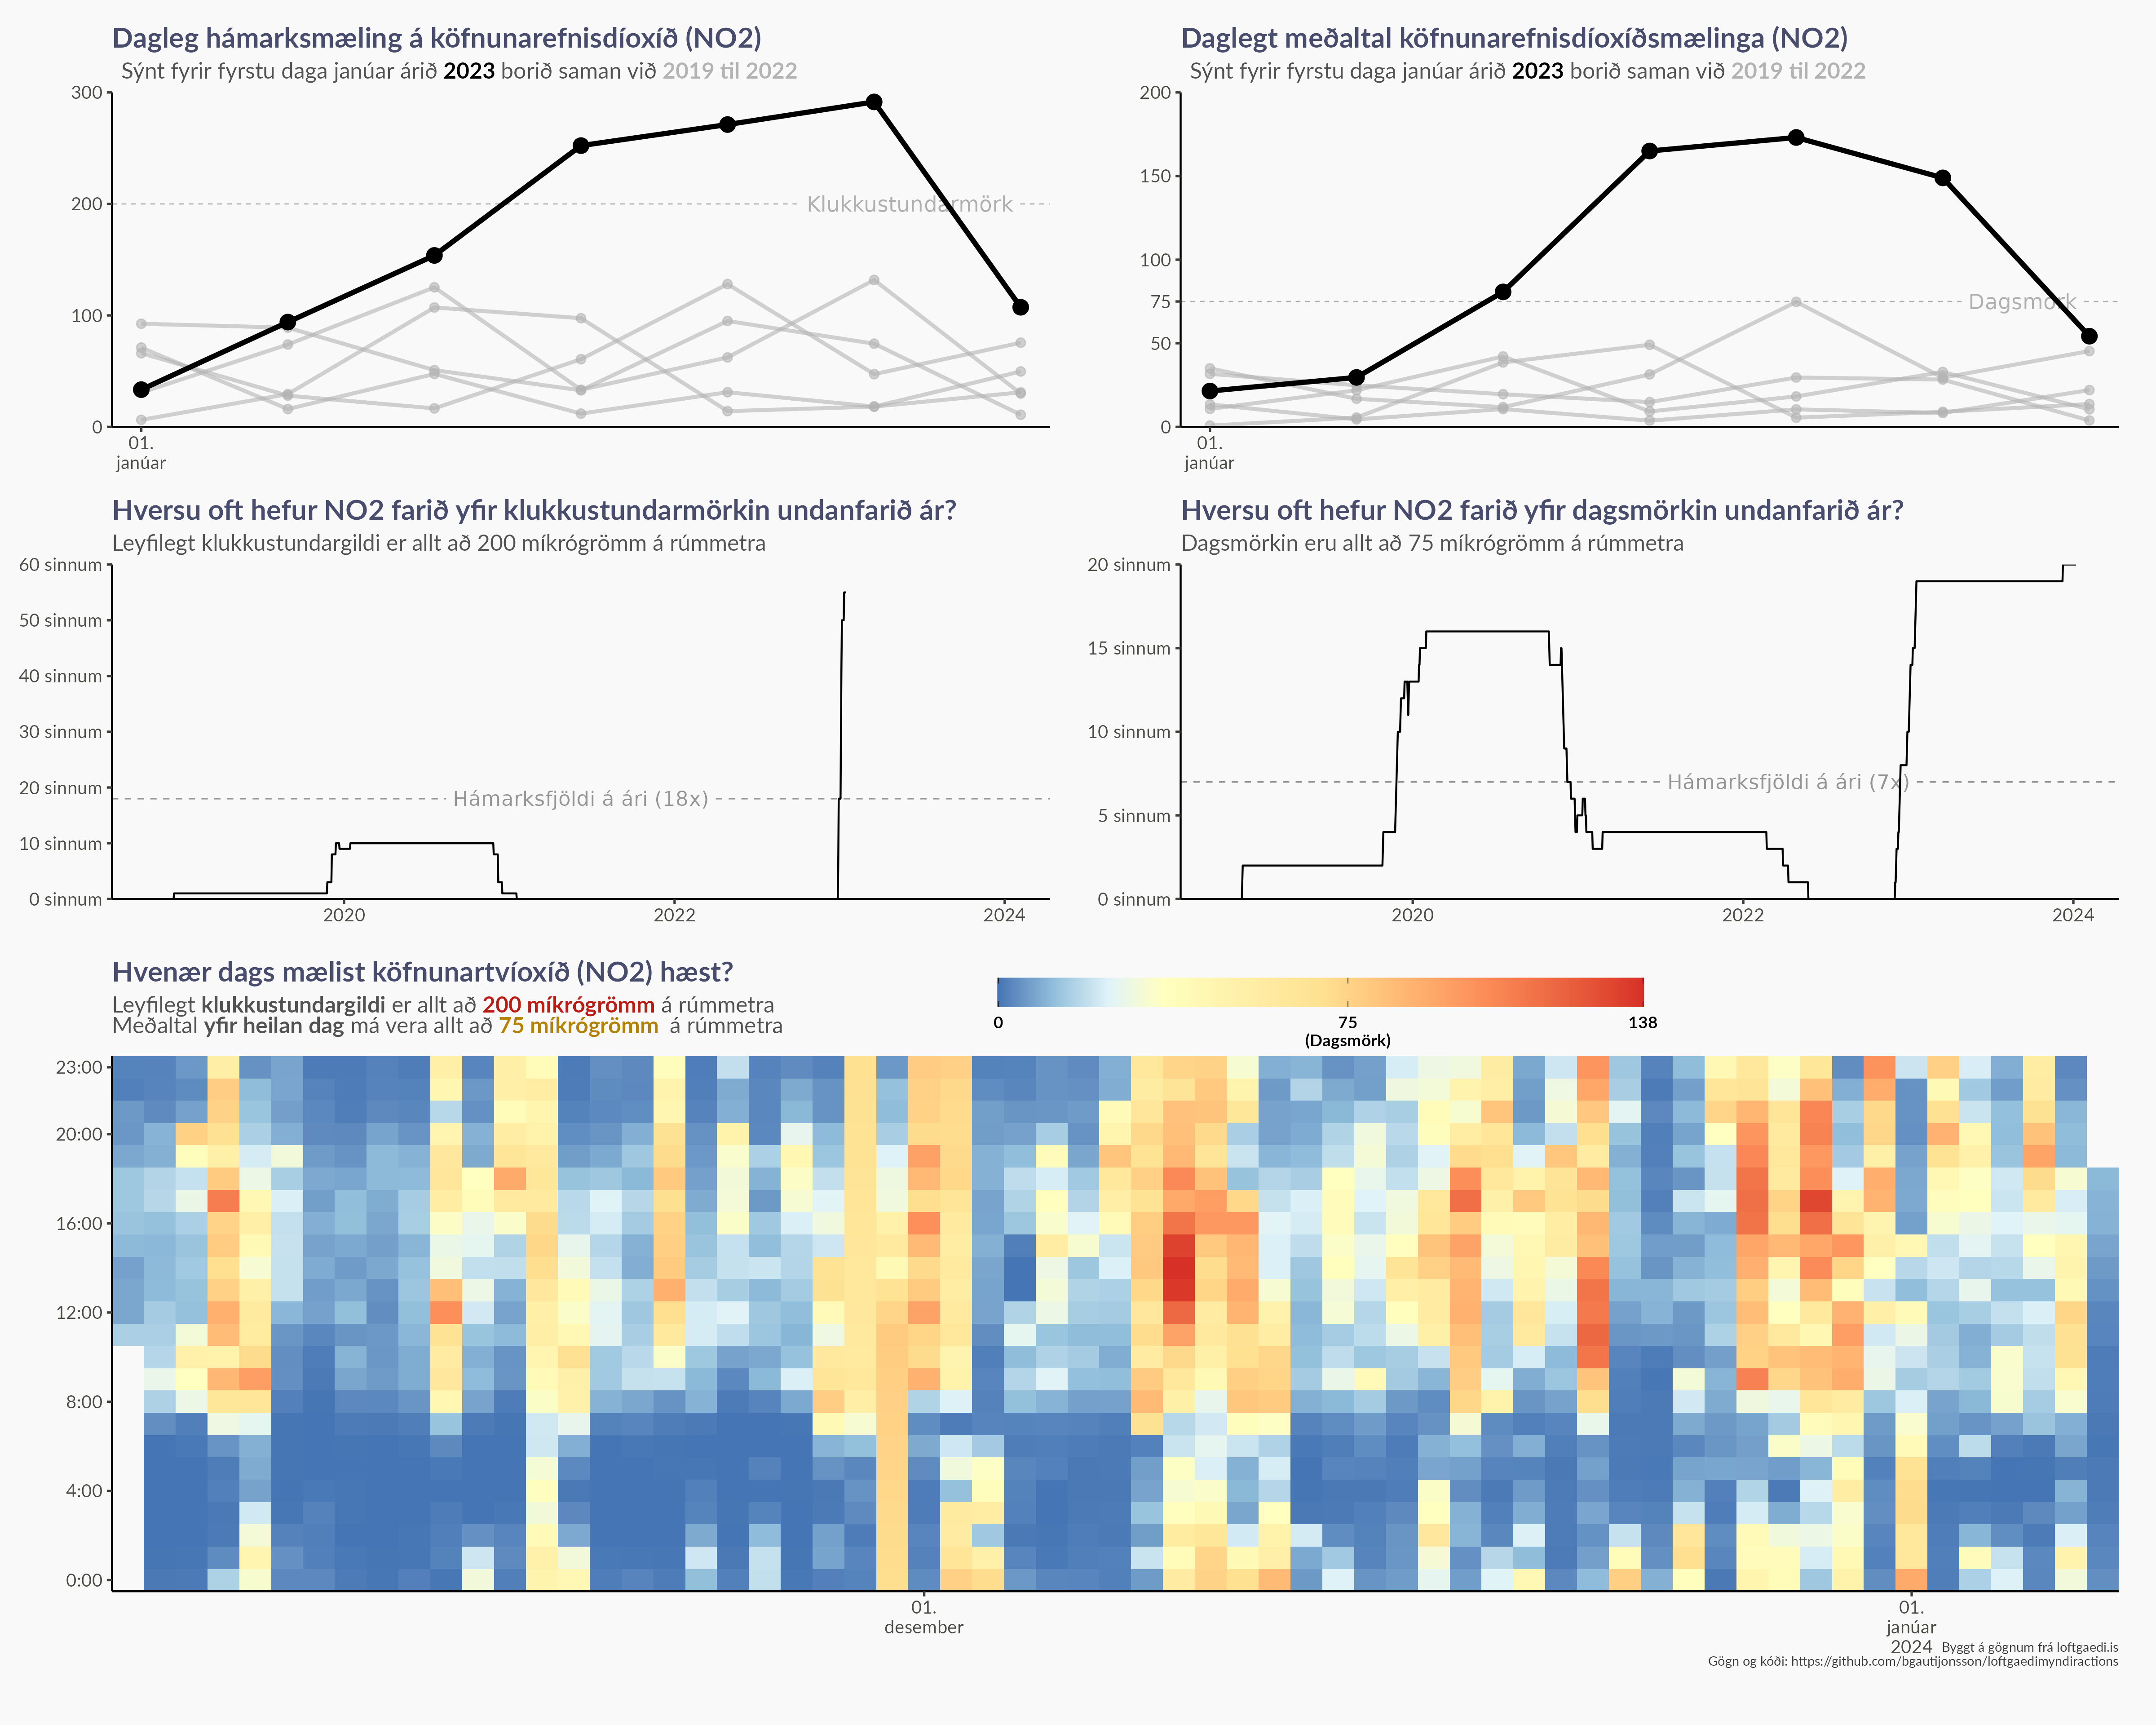 Dagleg hámarksmæling á köfnunarefnisdíoxíð (NO2)
Sýnt fyrir fyrstu daga janúar árið 2023 borið saman við 2019 til 2022
300
200
100
0
Klukkustundarmörk
01.
janúar
Daglegt meðaltal köfnunarefnisdíoxíðsmælinga (NO2)
Sýnt fyrir fyrstu daga janúar árið 2023 borið saman við 2019 til 2022
200
150
100
75
50
0
Dagsmörk
01.
janúar
Hversu oft hefur NO2 farið yfir klukkustundarmörkin undanfarið ár?
Leyfilegt klukkustundargildi er allt að 200 míkrógrömm á rúmmetra
60 sinnum
50 sinnum
40 sinnum
30 sinnum
20 sinnum
10 sinnum
0 sinnum
Hámarksfjöldi á ári (18x)
2020
2022
2024
Hversu oft hefur NO2 farið yfir dagsmörkin undanfarið ár?
Dagsmörkin eru allt að 75 míkrógrömm á rúmmetra
20 sinnum
15 sinnum
10 sinnum
5 sinnum
0 sinnum
Hámarksfjöldi á ári (7x)
2020
2022
2024
Hvenær dags mælist köfnunartvíoxíð (NO2) hæst?
Leyfilegt klukkustundargildi er allt að 200 míkrógrömm á rúmmetra
Meðaltal yfir heilan dag má vera allt að 75 míkrógrömm á rúmmetra
0
75
(Dagsmörk)
138
23:00
20:00
16:00
12:00
8:00
4:00
0:00
01.
desember
01.
janúar
2024
Byggt á gögnum frá loftgaedi.is
Gögn og kóði: https://github.com/bgautijonsson/loftgaedimyndiractions